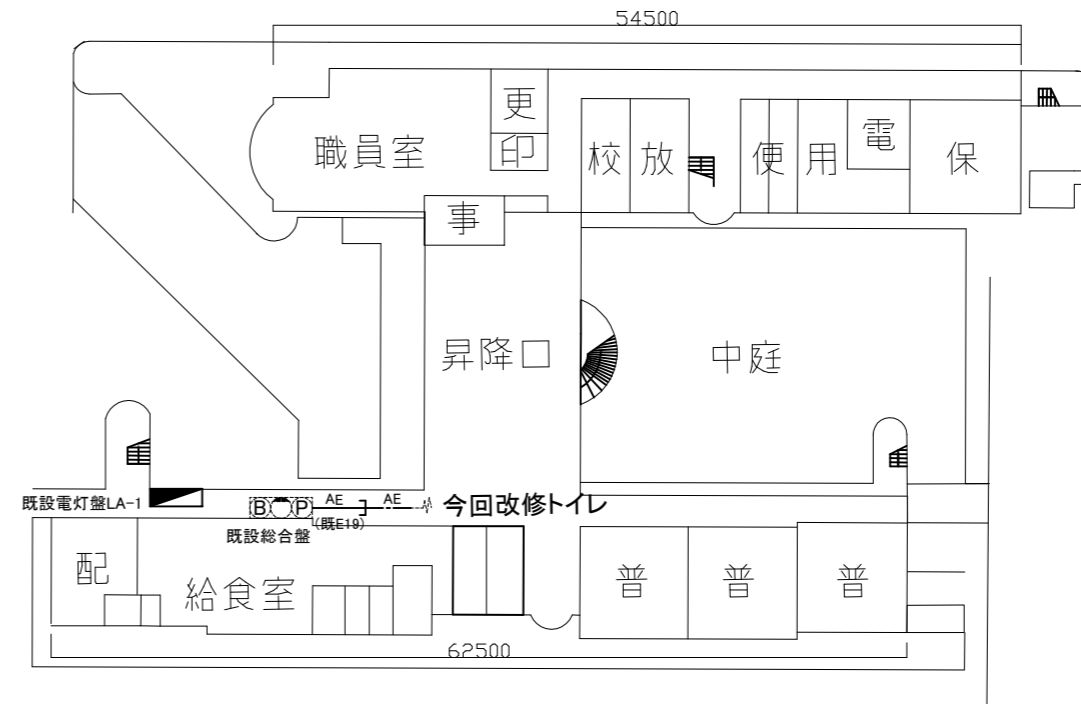 54500
更
職員室
印
校
放
便
用
電
保
事
昇降口
中庭
既設電灯盤LA-1
B
P
AE
AE
今回改修トイレ
(既E19)
既設総合盤
配
給食室
普
普
普
62500